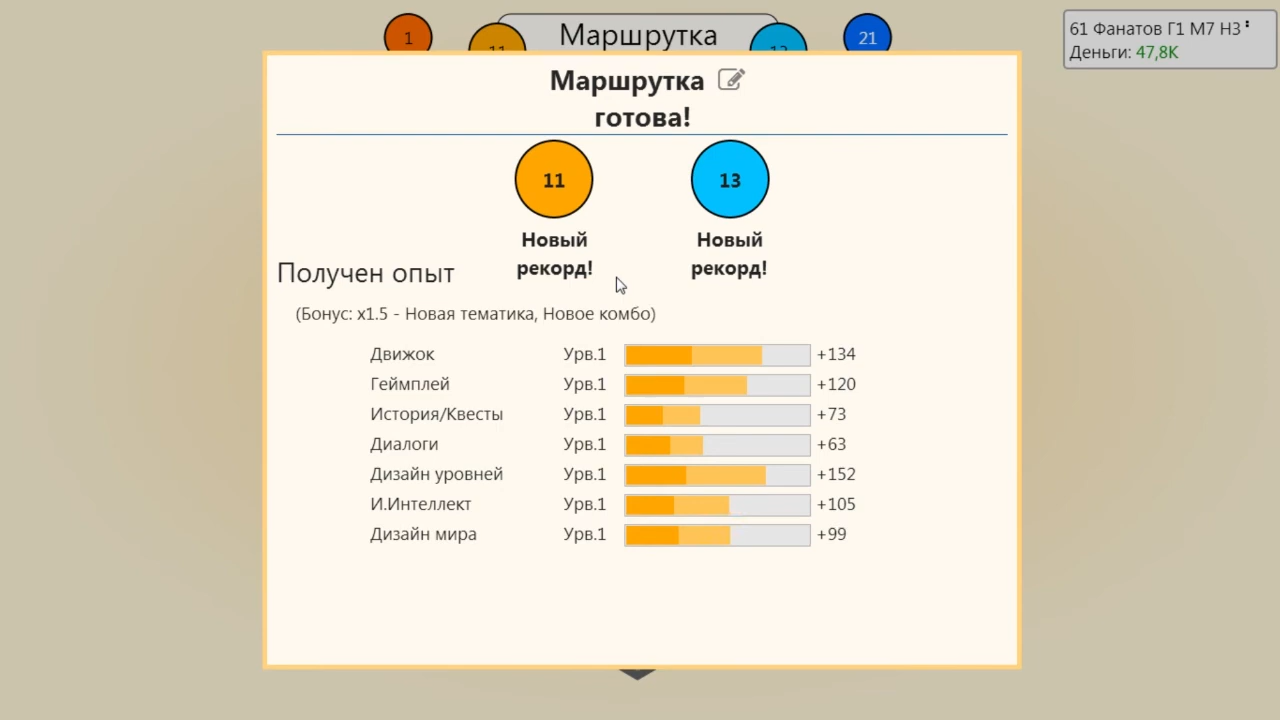 1
11
Маршрутка
13
21
61 Фанатов Г1 М7 Н3
Деньги: 47,8К
Маршрутка
готова!
11
13
Новый
рекорд!
Новый
рекорд!
Получен опыт
(Бонус: x1.5 - Новая тематика, Новое комбо)
Движок Урв.1 +134
Геймплей Урв.1 +120
История/Квесты Урв.1 +73
Диалоги Урв.1 +63
Дизайн уровней Урв.1 +152
И.Интеллект Урв.1 +105
Дизайн мира Урв.1 +99